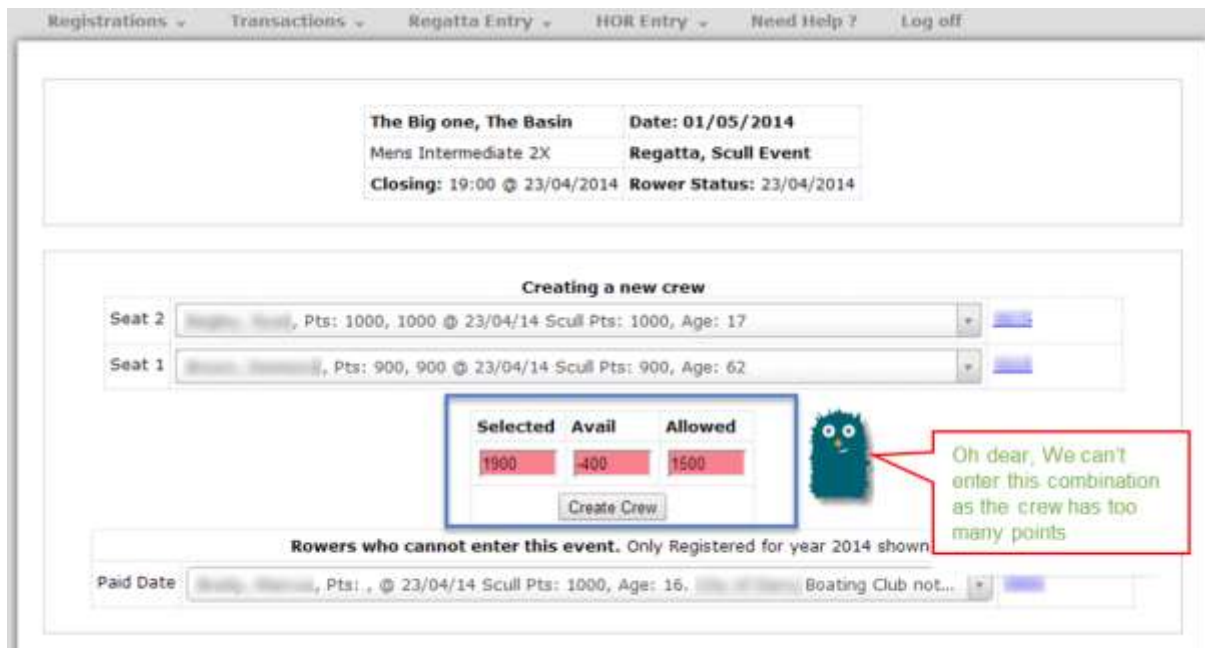 Registrations Transactions Regatta Entry HOR Entry Need Help ? Log off
The Big one, The Basin Date: 01/05/2014
Mens Intermediate 2X Regatta, Scull Event
Closing: 19:00 @ 23/04/2014 Rower Status: 23/04/2014
Creating a new crew
Seat 2 , Pts: 1000, 1000 @ 23/04/14 Scull Pts: 1000, Age: 17
Seat 1 , Pts: 900, 900 @ 23/04/14 Scull Pts: 900, Age: 62
Selected Avail Allowed
1900 -400 1500
Create Crew
Oh dear, We can't
enter this combination
as the crew has too
many points
Rowers who cannot enter this event. Only Registered for year 2014 shown
Paid Date , Pts: , @ 23/04/14 Scull Pts: 1000, Age: 16. Boating Club not...